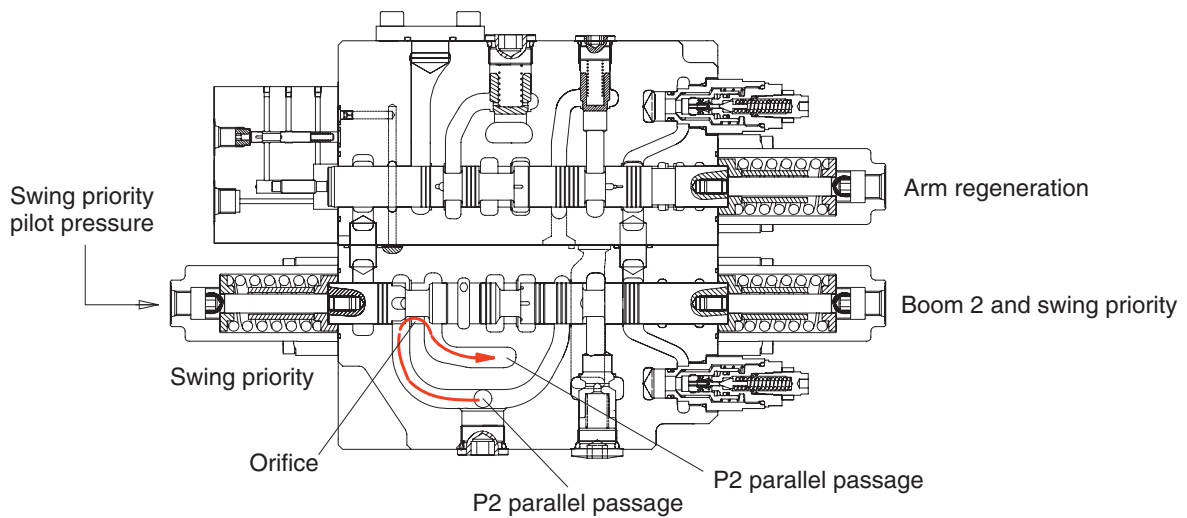 Swing priority
pilot pressure
Arm regeneration
Boom 2 and swing priority
Swing priority
Orifice
P2 parallel passage
P2 parallel passage